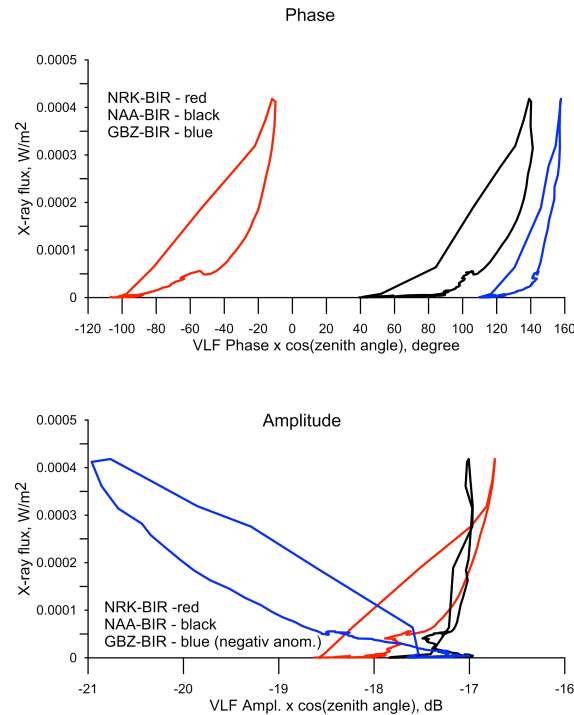 Phase
0.0005
0.0004
0.0003
0.0002
0.0001
0
X-ray flux, W/m2
NRK-BIR - red
NAA-BIR - black
GBZ-BIR - blue
-120 -100 -80 -60 -40 -20 0 20 40 60 80 100 120 140 160
VLF Phase x cos(zenith angle), degree
Amplitude
0.0005
0.0004
0.0003
0.0002
0.0001
0
X-ray flux, W/m2
NRK-BIR -red
NAA-BIR - black
GBZ-BIR - blue (negativ anom.)
-21 -20 -19 -18 -17 -16
VLF Ampl. x cos(zenith angle), dB